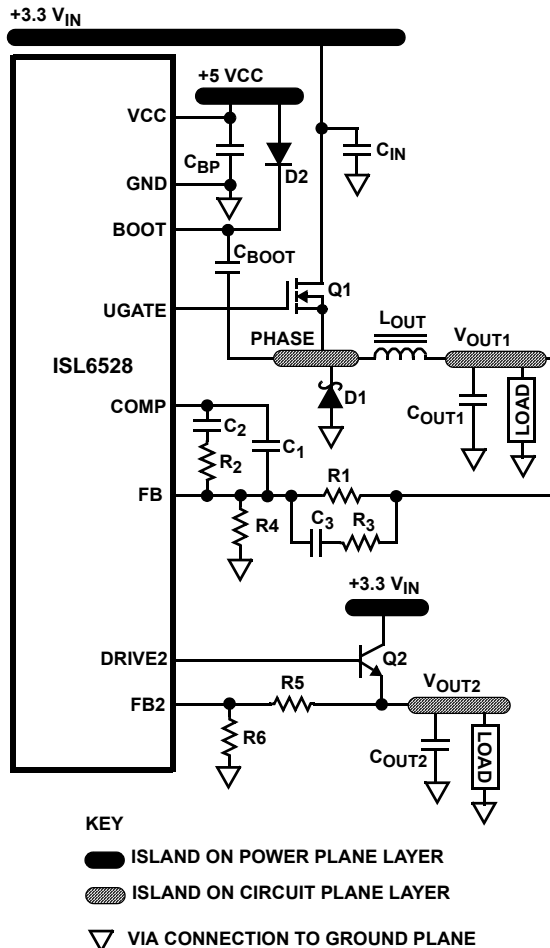 +3.3 VIN
+5 VCC
VCC
CBP
D2
CIN
GND
BOOT
CBOOT
Q1
UGATE
LOUT
PHASE
VOUT1
ISL6528
D1
COUT1
LOAD
COMP
C2
C1
R2
R1
FB
C3
R3
R4
+3.3 VIN
DRIVE2
Q2
R5
VOUT2
FB2
R6
COUT2
LOAD
KEY
ISLAND ON POWER PLANE LAYER
ISLAND ON CIRCUIT PLANE LAYER
VIA CONNECTION TO GROUND PLANE